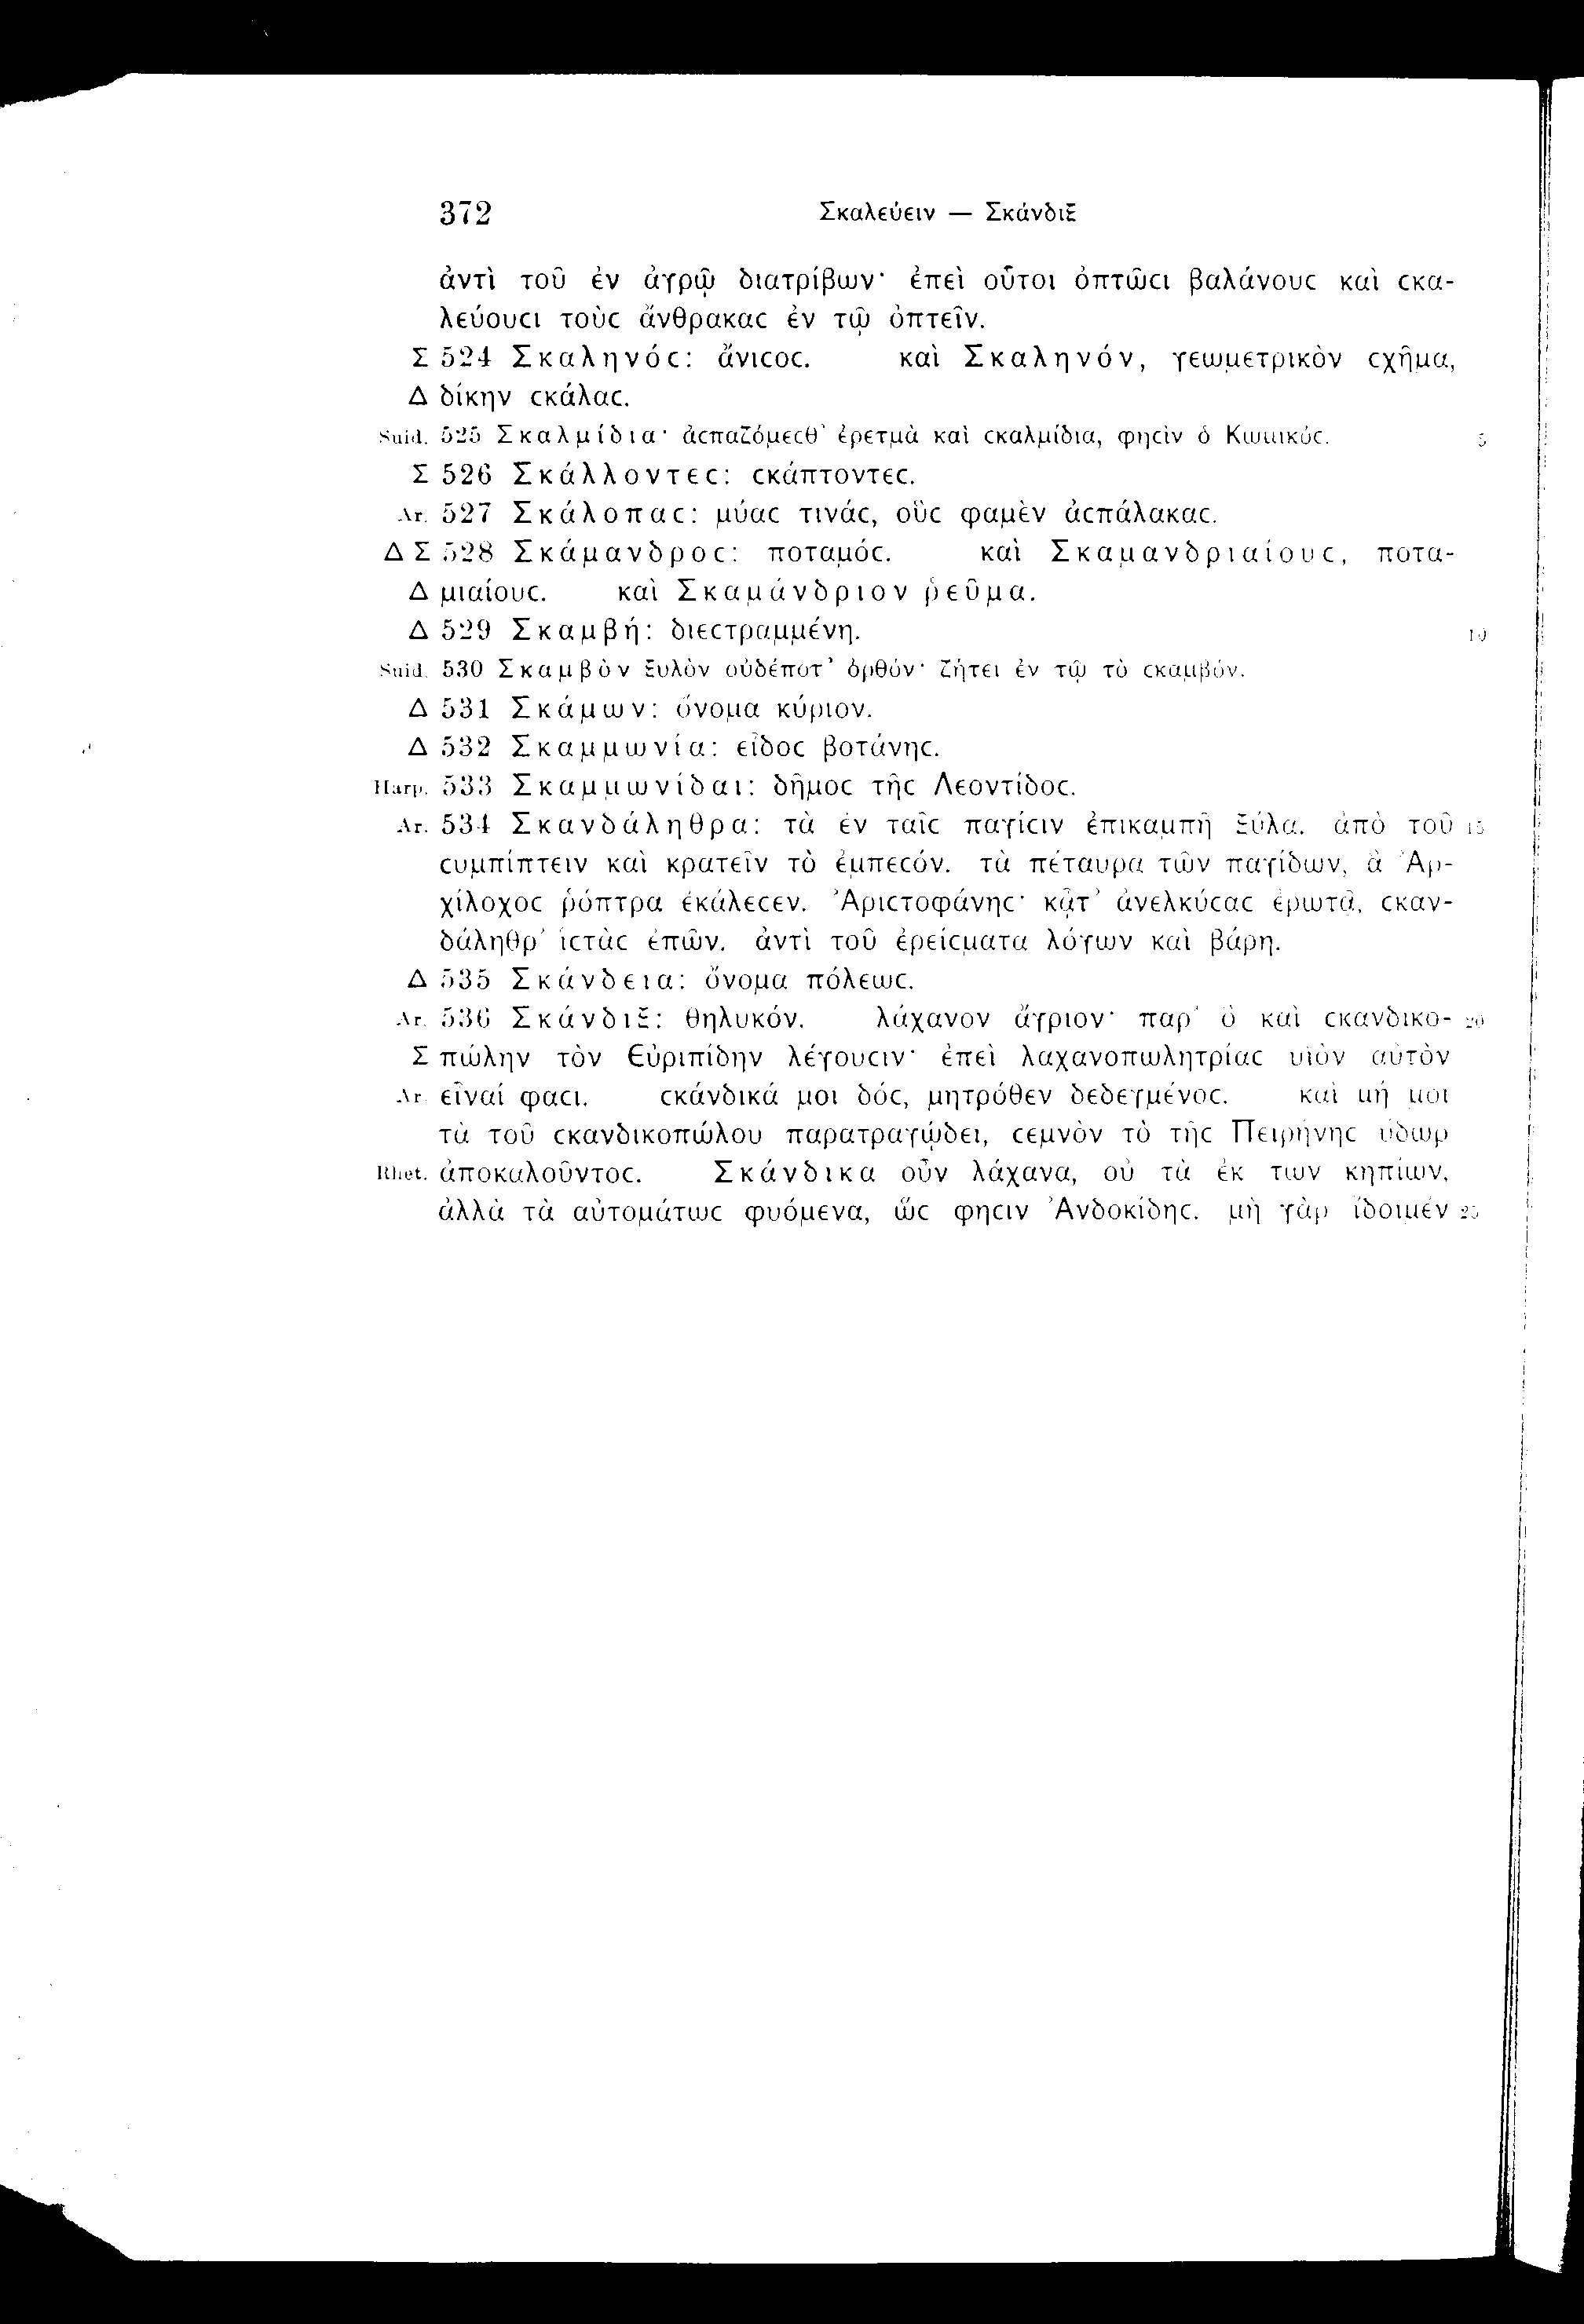 372 Σκαλεύειν — Σκάνδιξ
ἀντὶ τοῦ ἐν ἀγρῷ διατρίβων· ἐπεὶ οὗτοι ὀπτῶϲι βαλάνουϲ καὶ ϲκα-
λεύουϲι τοὺϲ ἄνθρακαϲ ἐν τῷ ὀπτεῖν.
Σ 524 Σκαληνόϲ: ἄνιϲοϲ. καὶ Σκαληνόν, γεωμετρικὸν ϲχῆμα,
Δ δίκην ϲκάλαϲ.
Suid. 525 Σκαλμίδια· ἀϲπαζόμεϲθ' ἐρετμὰ καὶ ϲκαλμίδια, φηϲὶν ὁ Κωμικόϲ. 5
Σ 526 Σκάλλοντεϲ: ϲκάπτοντεϲ.
Ar. 527 Σκάλοπαϲ: μύαϲ τινάϲ, οὓϲ φαμὲν ἀϲπάλακαϲ.
Δ Σ 528 Σκάμανδροϲ: ποταμόϲ. καὶ Σκαμανδριαίουϲ, ποτα-
Δ μιαίουϲ. καὶ Σκαμάνδριον ῥεῦμα.
Δ 529 Σκαμβή: διεϲτραμμένη. 10
Suid. 530 Σκαμβὸν ξυλὸν οὐδέποτ' ὀρθόν· ζήτει ἐν τῷ τὸ ϲκαμβόν.
Δ 531 Σκάμων: ὄνομα κύριον.
Δ 532 Σκαμμωνία: εἶδοϲ βοτάνηϲ.
Harp. 533 Σκαμμωνίδαι: δῆμοϲ τῆϲ Λεοντίδοϲ.
Ar. 534 Σκανδάληθρα: τὰ ἐν ταῖϲ παγίϲιν ἐπικαμπῆ ξύλα. ἀπὸ τοῦ 15
ϲυμπίπτειν καὶ κρατεῖν τὸ ἐμπεϲόν. τὰ πέταυρα τῶν παγίδων, ἃ Ἀρ-
χίλοχοϲ ῥόπτρα ἐκάλεϲεν. Ἀριϲτοφάνηϲ· κᾆτ' ἀνελκύϲαϲ ἐρωτᾷ, ϲκαν-
δάληθρ' ἱϲτὰϲ ἐπῶν. ἀντὶ τοῦ ἐρείϲματα λόγων καὶ βάρη.
Δ 535 Σκάνδεια: ὄνομα πόλεωϲ.
Ar. 536 Σκάνδιξ: θηλυκόν. λάχανον ἄγριον· παρ' ὃ καὶ ϲκανδικο- 20
Σ πώλην τὸν Εὐριπίδην λέγουϲιν· ἐπεὶ λαχανοπωλητρίαϲ υἱὸν αὐτὸν
Ar. εἶναί φαϲι. ϲκάνδικά μοι δόϲ, μητρόθεν δεδεγμένοϲ. καὶ μή μοι
τὰ τοῦ ϲκανδικοπώλου παρατραγῴδει, ϲεμνὸν τὸ τῆϲ Πειρήνηϲ ὕδωρ
Rhet. ἀποκαλοῦντοϲ. Σκάνδικα οὖν λάχανα, οὐ τὰ ἐκ των κηπίων,
ἀλλὰ τὰ αὐτομάτωϲ φυόμενα, ὥϲ φηϲιν Ἀνδοκίδηϲ. μὴ γὰρ ἴδοιμέν 25